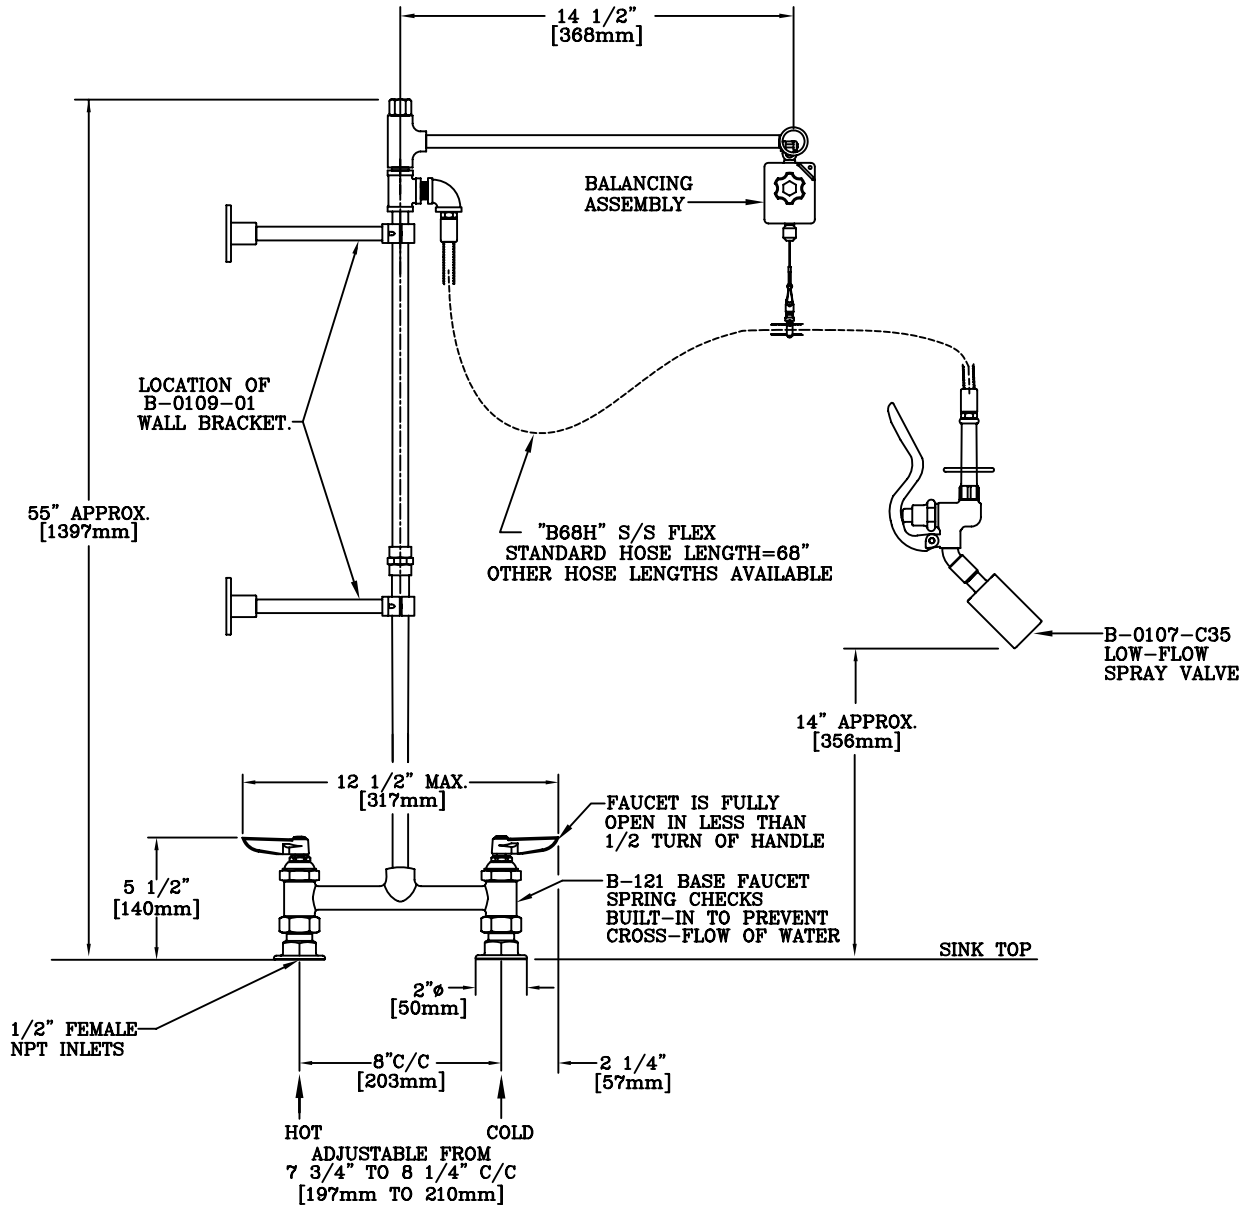 14 1/2"
[368mm]
BALANCING
ASSEMBLY
LOCATION OF
B-0109-01
WALL BRACKET.
55" APPROX.
[1397mm]
"B68H" S/S FLEX
STANDARD HOSE LENGTH=68"
OTHER HOSE LENGTHS AVAILABLE
B-0107-C35
LOW-FLOW
SPRAY VALVE
14" APPROX.
[356mm]
12 1/2" MAX.
[317mm]
FAUCET IS FULLY
OPEN IN LESS THAN
1/2 TURN OF HANDLE
5 1/2"
[140mm]
B-121 BASE FAUCET
SPRING CHECKS
BUILT-IN TO PREVENT
CROSS-FLOW OF WATER
SINK TOP
2"ø
[50mm]
1/2" FEMALE
NPT INLETS
8"C/C
[203mm]
2 1/4"
[57mm]
HOT
COLD
ADJUSTABLE FROM
7 3/4" TO 8 1/4" C/C
[197mm TO 210mm]